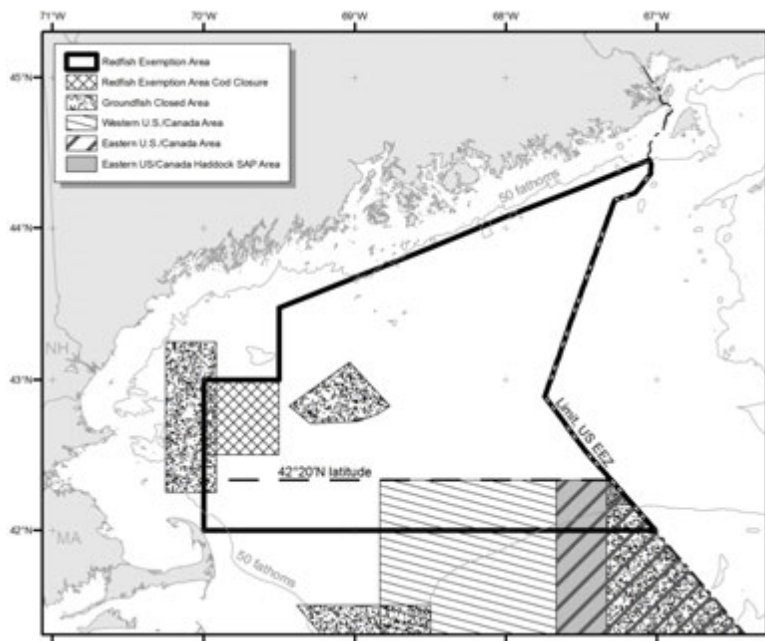 71°W 70°W 69°W 68°W 67°W
45°N
44°N
43°N
42°N
Redfish Exemption Area
Redfish Exemption Area Cod Closure
Groundfish Closed Area
Western U.S./Canada Area
Eastern U.S./Canada Area
Eastern US/Canada Haddock SAP Area
50 fathoms
NH
Limit, US EEZ
42°20'N latitude
MA
50 fathoms